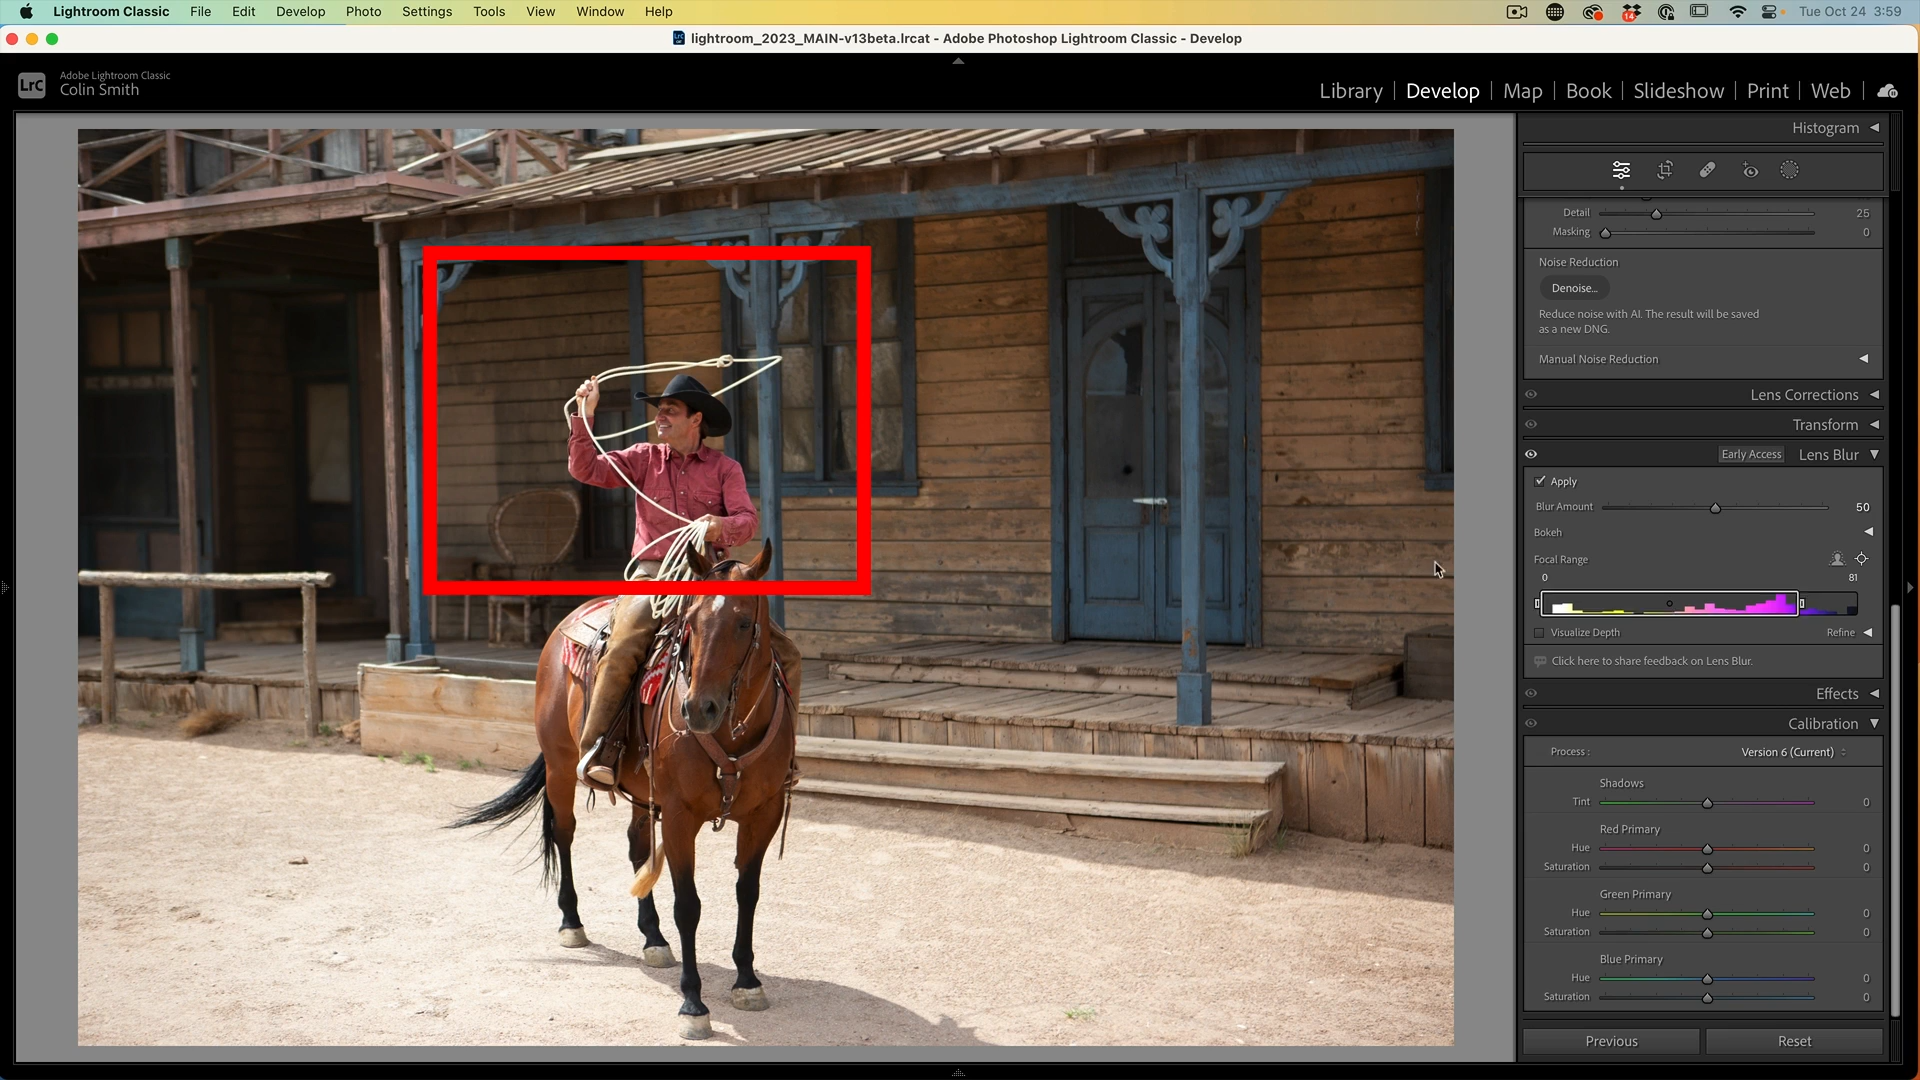 Lightroom Classic File Edit Develop Photo Settings Tools View Window Help 14 Tue Oct 24 3:59
LrC lightroom_2023_MAIN-v13beta.lrcat - Adobe Photoshop Lightroom Classic - Develop
LrC Adobe Lightroom Classic
Colin Smith
Library | Develop | Map | Book | Slideshow | Print | Web |
Histogram
Detail 25
Masking 0
Noise Reduction
Denoise...
Reduce noise with AI. The result will be saved
as a new DNG.
Manual Noise Reduction
Lens Corrections
Transform
Early Access Lens Blur
Apply
Blur Amount 50
Bokeh
Focal Range
0 81
Visualize Depth Refine
Click here to share feedback on Lens Blur.
Effects
Calibration
Process : Version 6 (Current)
Shadows
Tint 0
Red Primary
Hue 0
Saturation 0
Green Primary
Hue 0
Saturation 0
Blue Primary
Hue 0
Saturation 0
Previous Reset